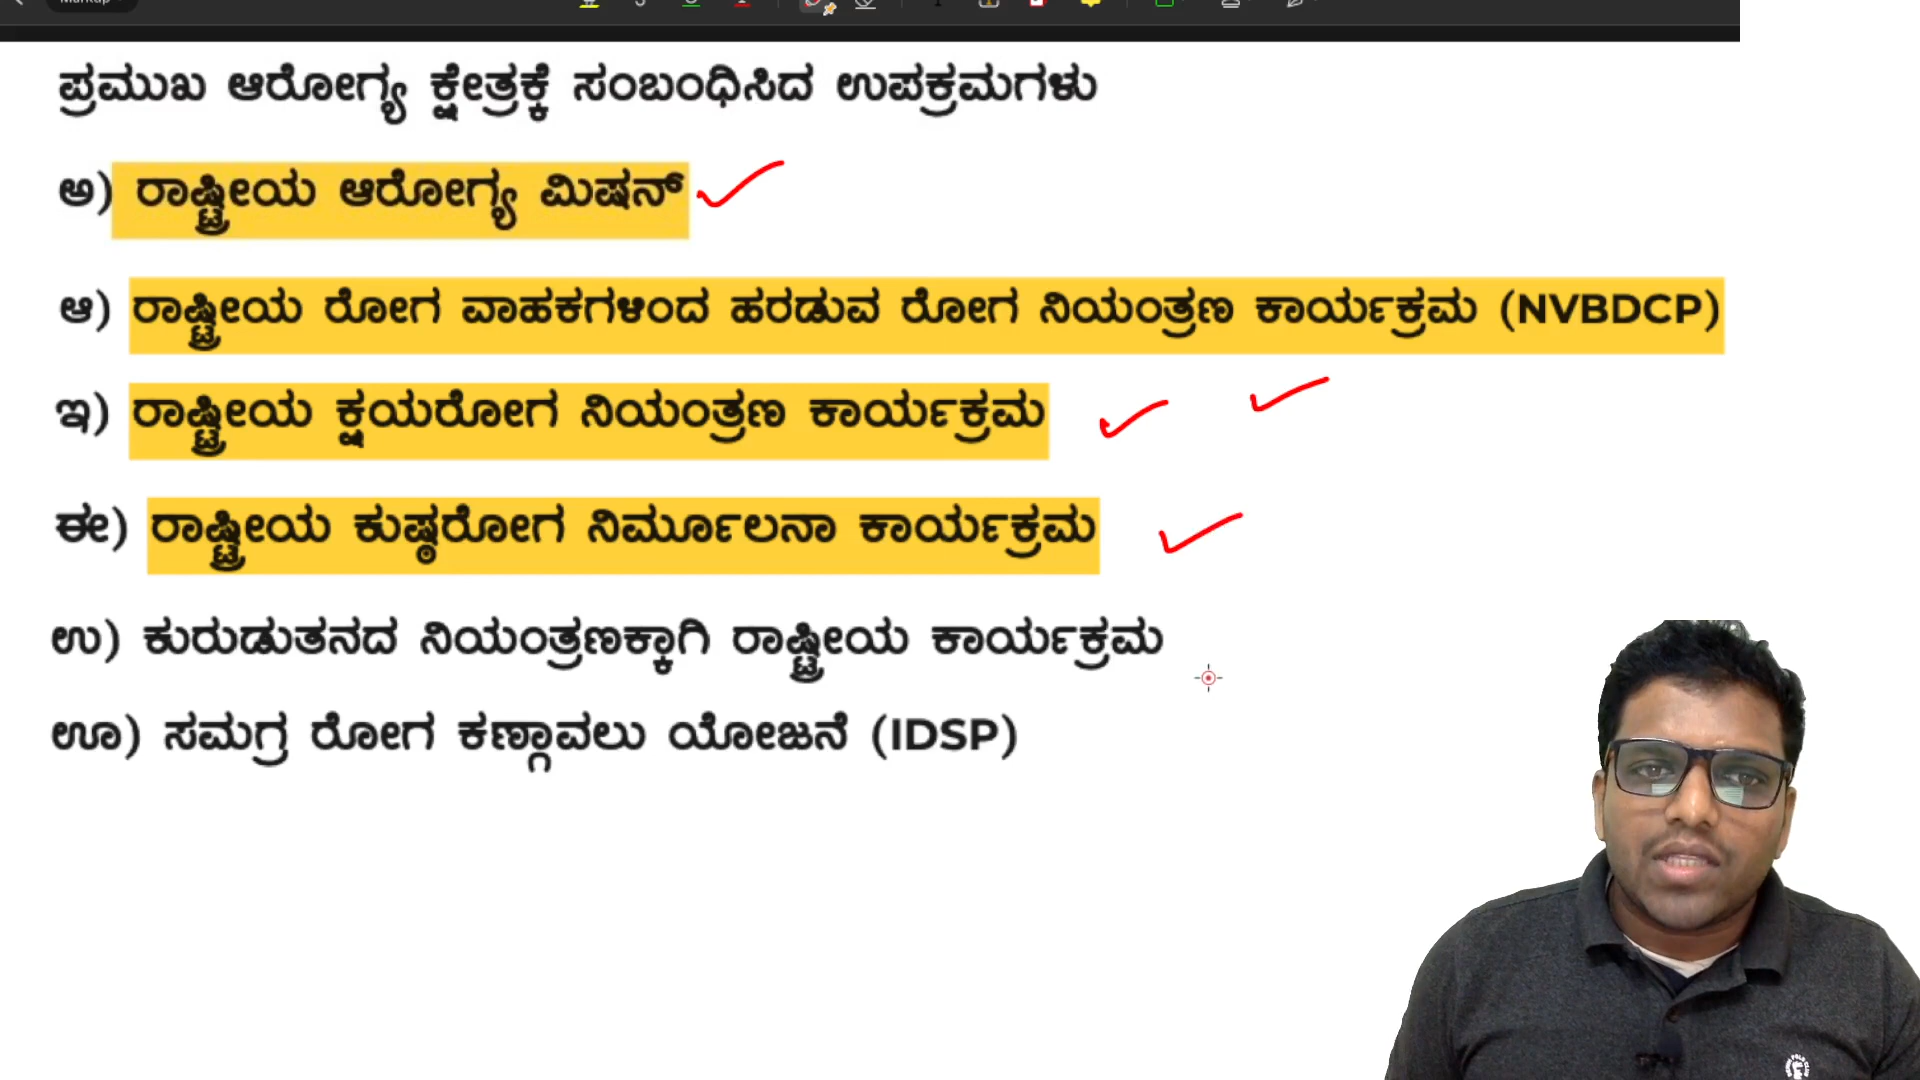 ಪ್ರಮುಖ ಆರೋಗ್ಯ ಕ್ಷೇತ್ರಕ್ಕೆ ಸಂಬಂಧಿಸಿದ ಉಪಕ್ರಮಗಳು
ಅ) ರಾಷ್ಟ್ರೀಯ ಆರೋಗ್ಯ ಮಿಷನ್
ಆ) ರಾಷ್ಟ್ರೀಯ ರೋಗ ವಾಹಕಗಳಿಂದ ಹರಡುವ ರೋಗ ನಿಯಂತ್ರಣ ಕಾರ್ಯಕ್ರಮ (NVBDCP)
ಇ) ರಾಷ್ಟ್ರೀಯ ಕ್ಷಯರೋಗ ನಿಯಂತ್ರಣ ಕಾರ್ಯಕ್ರಮ
ಈ) ರಾಷ್ಟ್ರೀಯ ಕುಷ್ಠರೋಗ ನಿರ್ಮೂಲನಾ ಕಾರ್ಯಕ್ರಮ
ಉ) ಕುರುಡುತನದ ನಿಯಂತ್ರಣಕ್ಕಾಗಿ ರಾಷ್ಟ್ರೀಯ ಕಾರ್ಯಕ್ರಮ
ಊ) ಸಮಗ್ರ ರೋಗ ಕಣ್ಗಾವಲು ಯೋಜನೆ (IDSP)